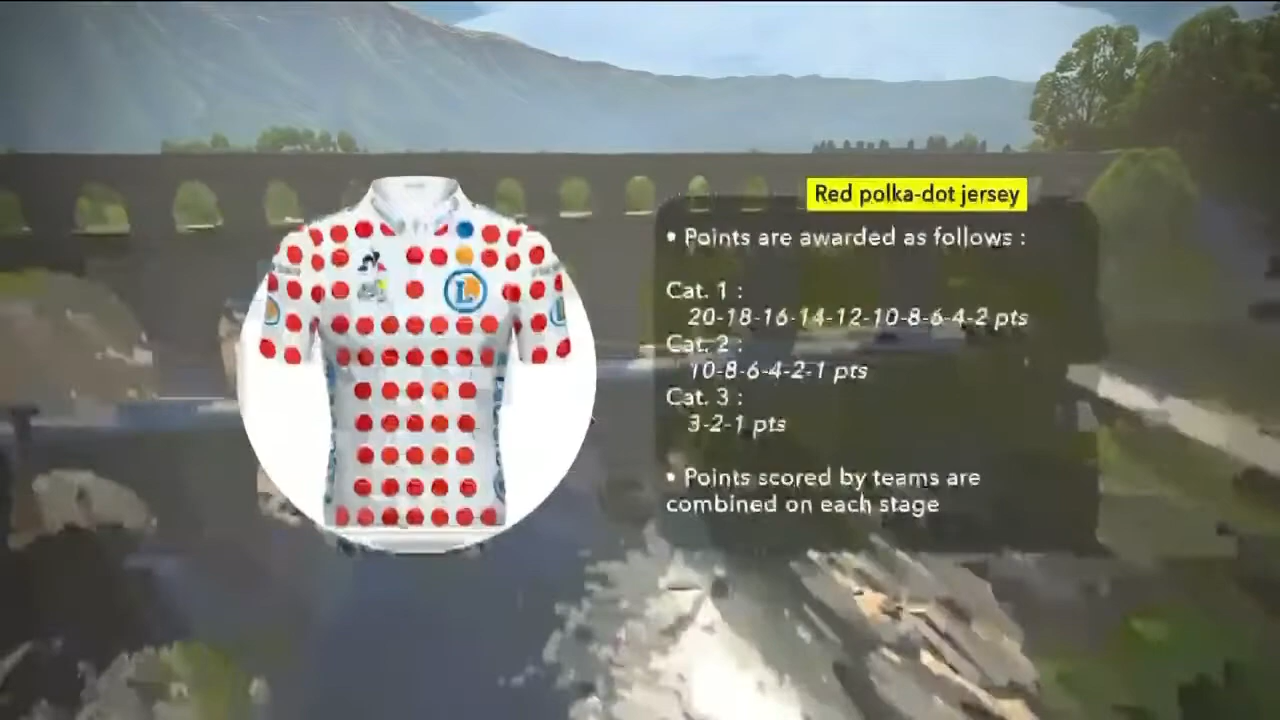 Red polka-dot jersey
• Points are awarded as follows :
Cat. 1 :
20-18-16-14-12-10-8-6-4-2 pts
Cat. 2 :
10-8-6-4-2-1 pts
Cat. 3 :
3-2-1 pts
• Points scored by teams are
combined on each stage
L